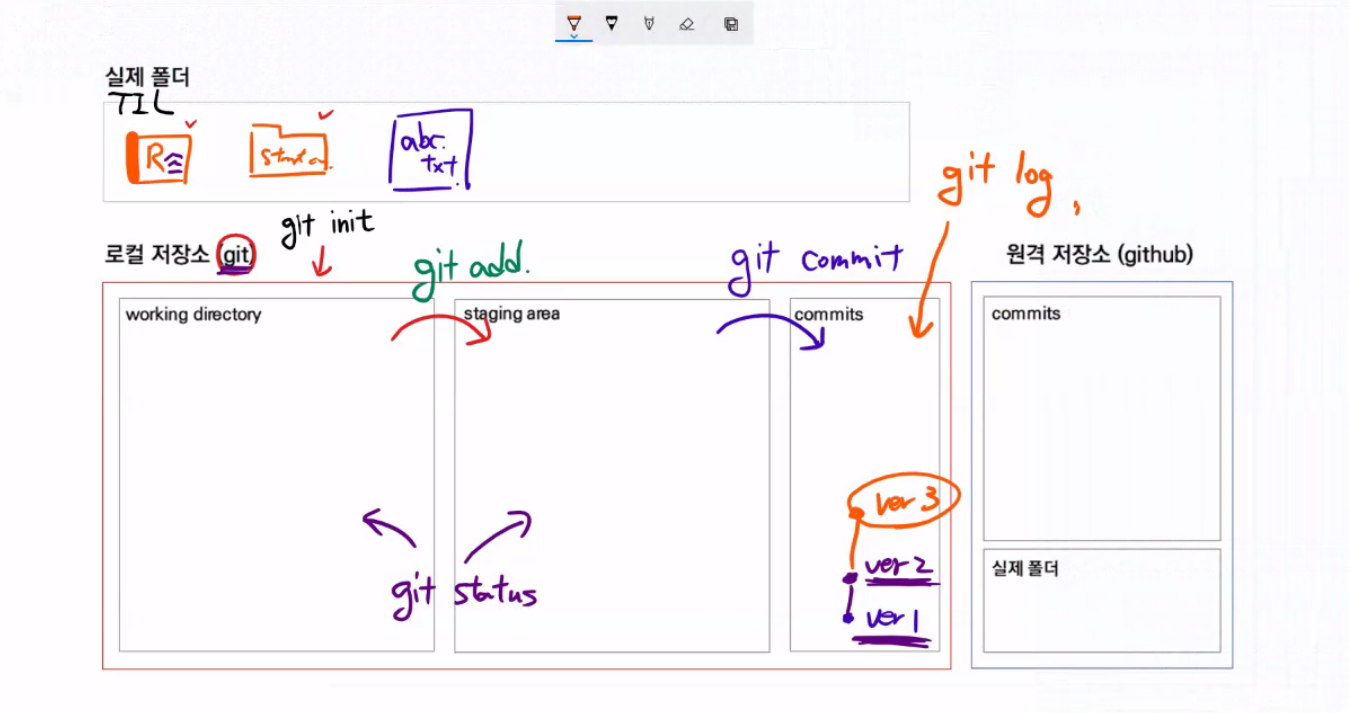 실제 폴더
TIL
R
abc.
txt.
git log,
git init
로컬 저장소 (git)
git add.
git commit
원격 저장소 (github)
working directory
staging area
commits
commits
ver 3
ver 2
실제 폴더
git status
ver 1